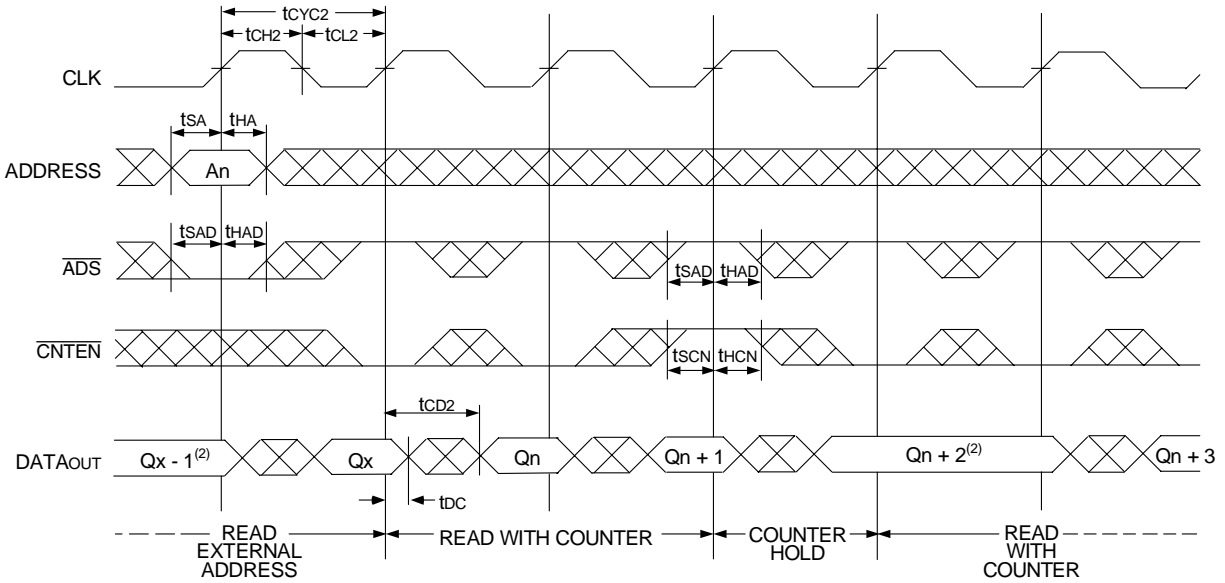 tCYC2
tCH2 tCL2
CLK
tSA tHA
ADDRESS An
tSAD tHAD
ADS tSAD tHAD
CNTEN
tSCN tHCN
tCD2
DATAOUT Qx - 1(2) Qx Qn Qn + 1 Qn + 2(2) Qn + 3
tDC
READ EXTERNAL ADDRESS
READ WITH COUNTER
COUNTER HOLD
READ WITH COUNTER